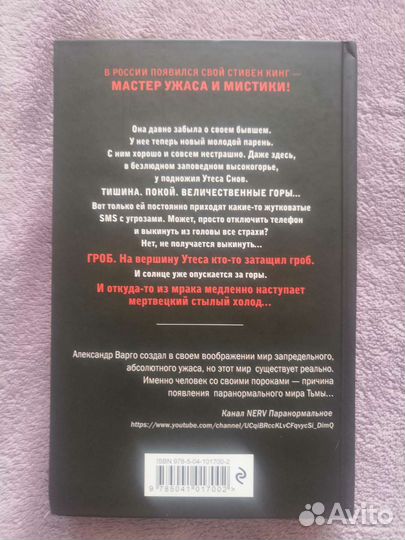 В РОССИИ ПОЯВИЛСЯ СВОЙ СТИВЕН КИНГ —
МАСТЕР УЖАСА И МИСТИКИ!
Она давно забыла о своем бывшем.
У нее теперь новый молодой парень.
С ним хорошо и совсем нестрашно. Даже здесь,
в безлюдном заповедном высокогорье,
у подножия Утеса Снов.
ТИШИНА. ПОКОЙ. ВЕЛИЧЕСТВЕННЫЕ ГОРЫ...
Вот только ей постоянно приходят какие-то жутковатые
SMS с угрозами. Может, просто отключить телефон
и выкинуть из головы все страхи?
Нет, не получается выкинуть...
ГРОБ. На вершину Утеса кто-то затащил гроб.
И солнце уже опускается за горы.
И откуда-то из мрака медленно наступает
мертвецкий стылый холод...
Александр Варго создал в своем воображении мир запредельного,
абсолютного ужаса, но этот мир существует реально.
Именно человек со своими пороками — причина
появления паранормального мира Тьмы...
Канал NERV Паранормальное
https://www.youtube.com/channel/UCqiBRccKLvCFqvycSi_DimQ
ISBN 978-5-04-101700-2
9 785041 017002 >
Avito